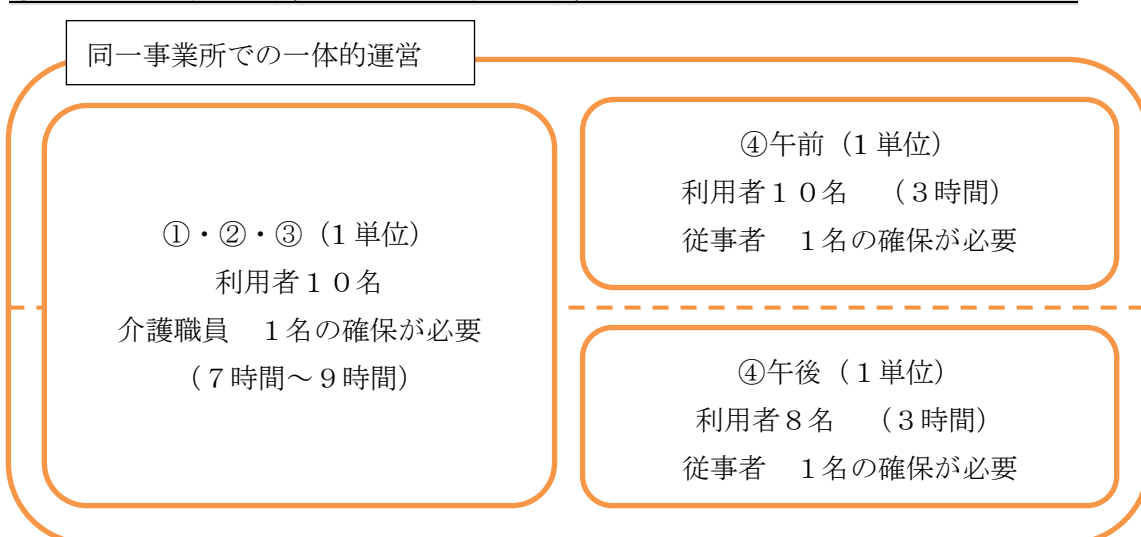 同一事業所での一体的運営
①・②・③（1 単位）
利用者１０名
介護職員　１名の確保が必要
（７時間～９時間）
④午前（1 単位）
利用者１０名　（３時間）
従事者　１名の確保が必要
④午後（１単位）
利用者８名　（３時間）
従事者　１名の確保が必要